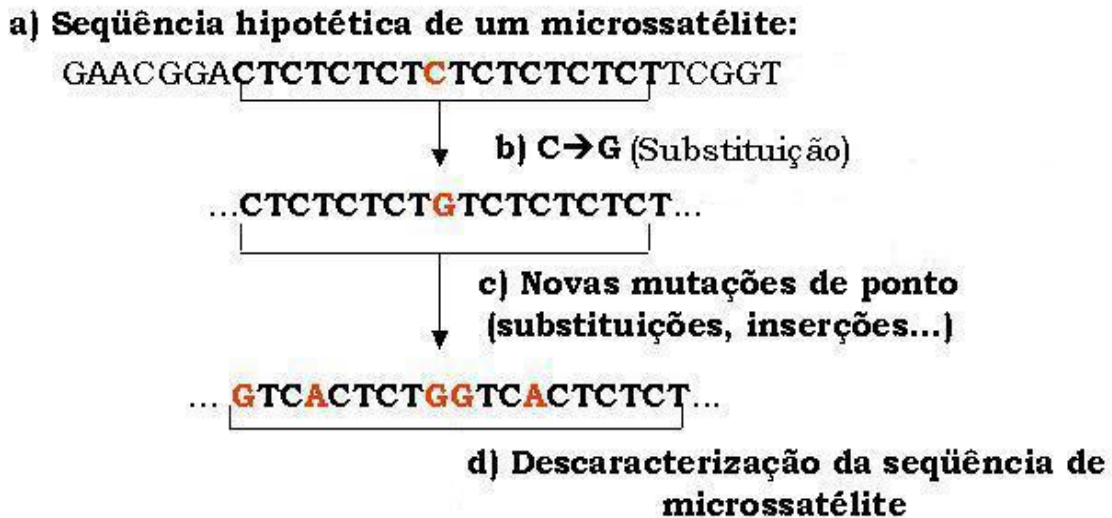 a) Seqüência hipotética de um microssatélite:
GAACGGACTCTCTCTCTCTCTCTCTTCGGT
b) C→G (Substituição)
...CTCTCTCTGTCTCTCTCT...
c) Novas mutações de ponto
(substituições, inserções...)
... GTCACTCTGGTCACTCTCT...
d) Descaracterização da seqüência de
microssatélite